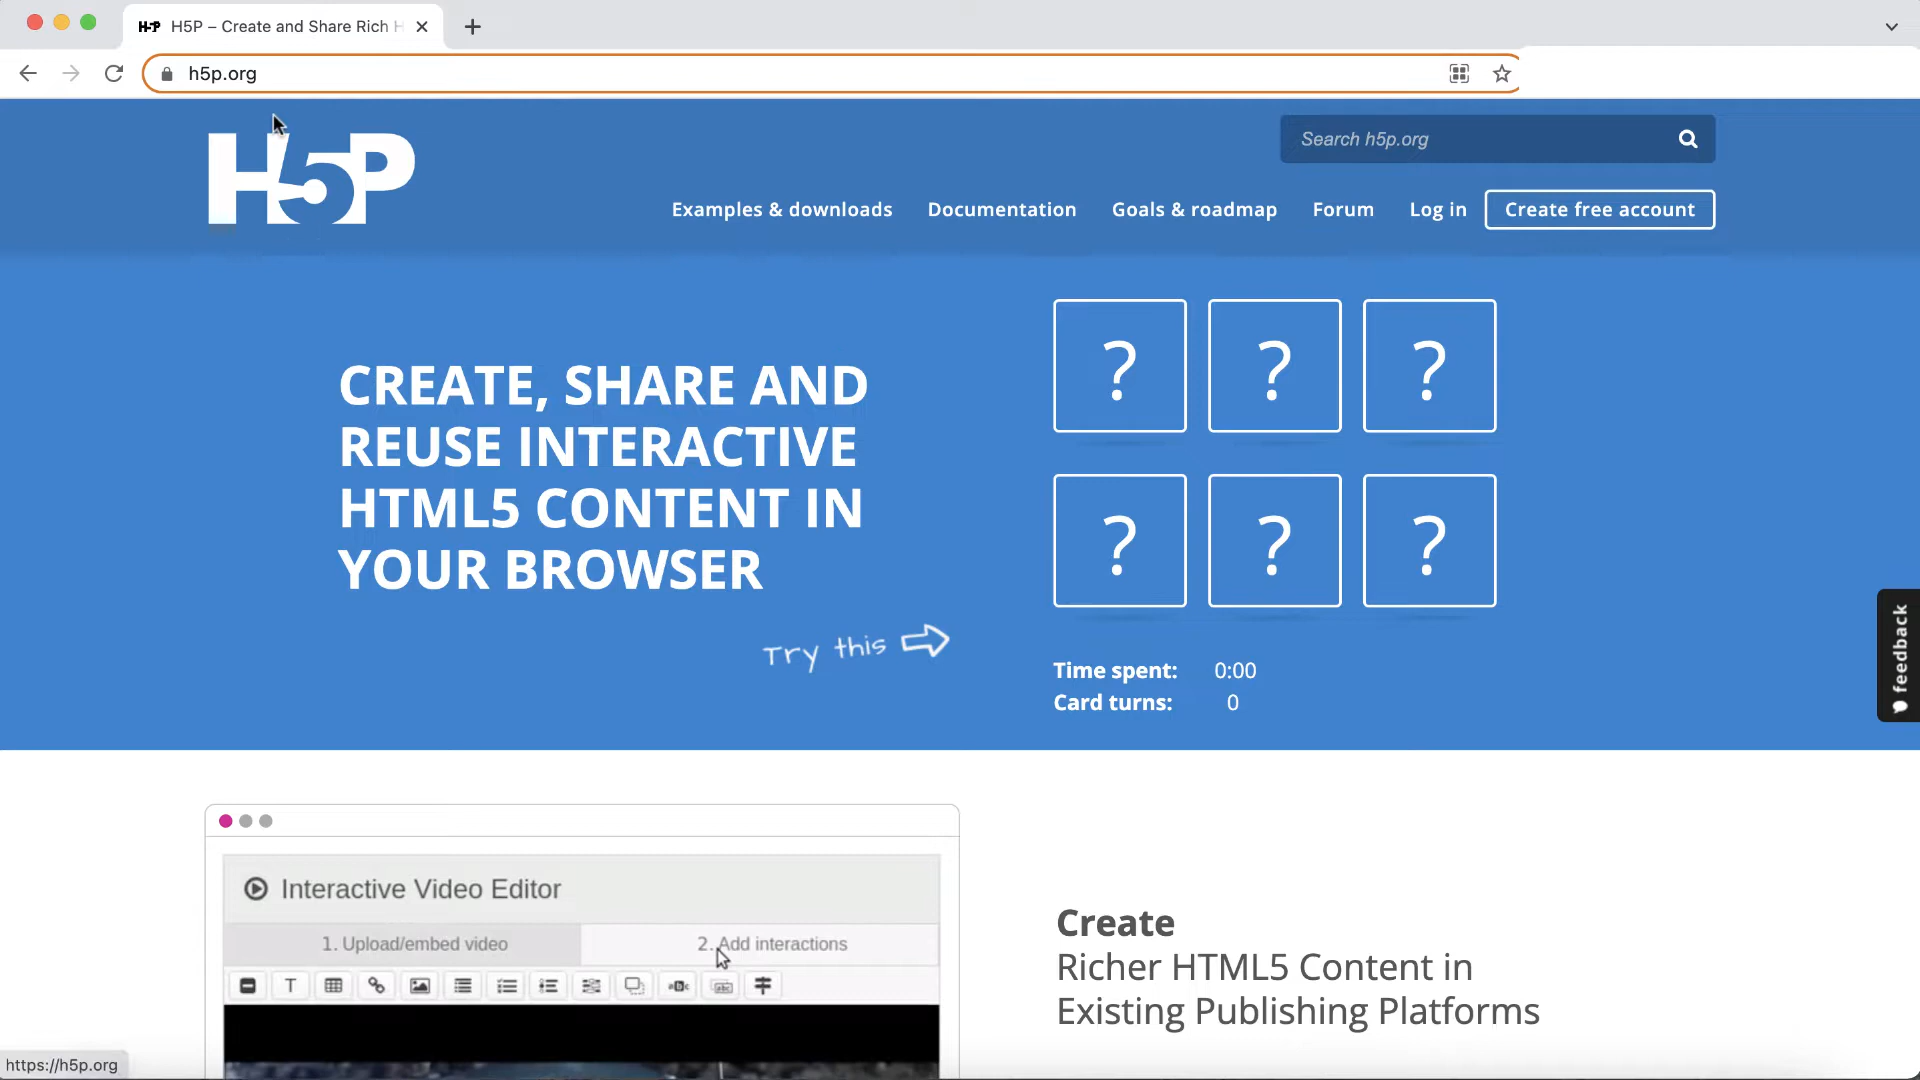 H5P – Create and Share Rich H
h5p.org
H5P
Search h5p.org
Examples & downloads
Documentation
Goals & roadmap
Forum
Log in
Create free account
CREATE, SHARE AND
REUSE INTERACTIVE
HTML5 CONTENT IN
YOUR BROWSER
Try this
? ? ?
? ? ?
Time spent: 0:00
Card turns: 0
feedback
Interactive Video Editor
1. Upload/embed video
2. Add interactions
Create
Richer HTML5 Content in
Existing Publishing Platforms
https://h5p.org